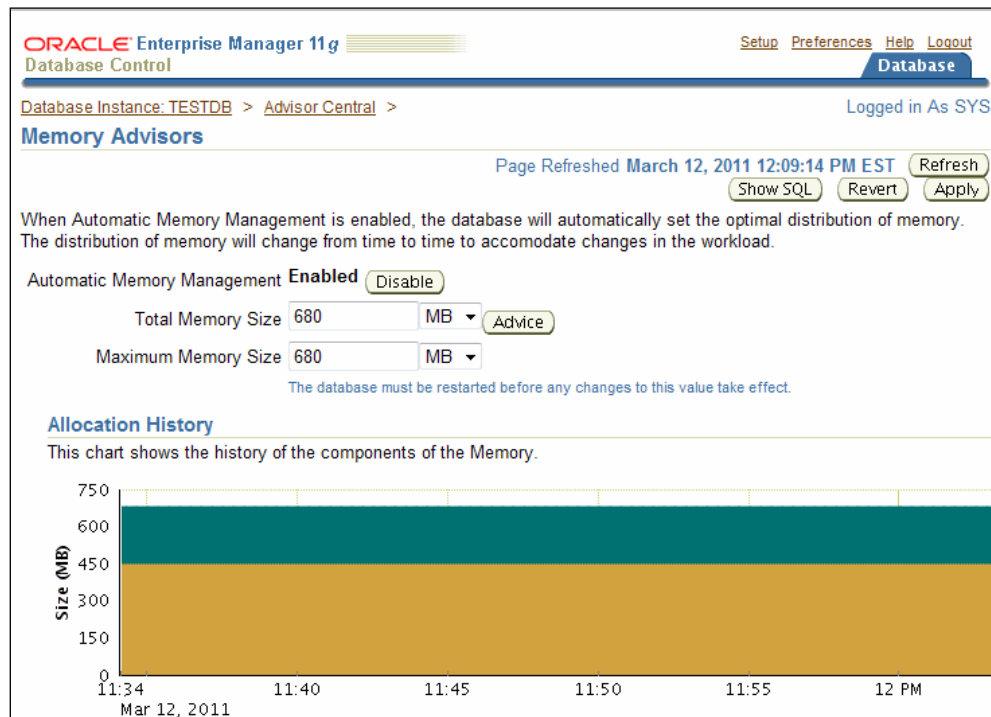 ORACLE Enterprise Manager 11g
Database Control
Setup Preferences Help Logout
Database
Database Instance: TESTDB > Advisor Central >
Logged in As SYS
Memory Advisors
Page Refreshed March 12, 2011 12:09:14 PM EST Refresh
Show SQL Revert Apply
When Automatic Memory Management is enabled, the database will automatically set the optimal distribution of memory.
The distribution of memory will change from time to time to accomodate changes in the workload.
Automatic Memory Management Enabled Disable
Total Memory Size 680 MB Advice
Maximum Memory Size 680 MB
The database must be restarted before any changes to this value take effect.
Allocation History
This chart shows the history of the components of the Memory.
Size (MB)
750
600
450
300
150
0
11:34 11:40 11:45 11:50 11:55 12 PM
Mar 12, 2011